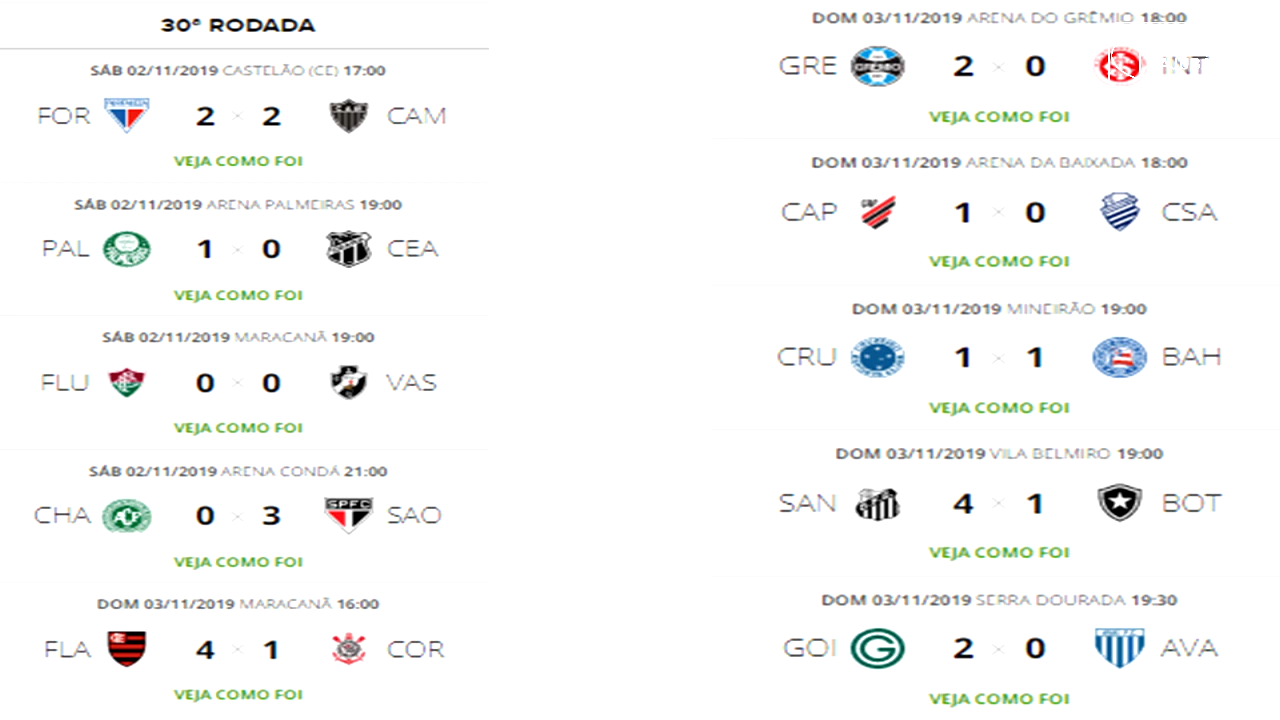 30ª RODADA
SÁB 02/11/2019 CASTELÃO (CE) 17:00
FOR 2 × 2 CAM
VEJA COMO FOI
SÁB 02/11/2019 ARENA PALMEIRAS 19:00
PAL 1 × 0 CEA
VEJA COMO FOI
SÁB 02/11/2019 MARACANÃ 19:00
FLU 0 × 0 VAS
VEJA COMO FOI
SÁB 02/11/2019 ARENA CONDÁ 21:00
CHA 0 × 3 SPFC SAO
VEJA COMO FOI
DOM 03/11/2019 MARACANÃ 16:00
FLA 4 × 1 COR
VEJA COMO FOI
DOM 03/11/2019 ARENA DO GRÊMIO 18:00
GRE 2 × 0 INT
VEJA COMO FOI
DOM 03/11/2019 ARENA DA BAIXADA 18:00
CAP 1 × 0 CSA
VEJA COMO FOI
DOM 03/11/2019 MINEIRÃO 19:00
CRU 1 × 1 BAH
VEJA COMO FOI
DOM 03/11/2019 VILA BELMIRO 19:00
SAN 4 × 1 BOT
VEJA COMO FOI
DOM 03/11/2019 SERRA DOURADA 19:30
GOI 2 × 0 AVA
VEJA COMO FOI